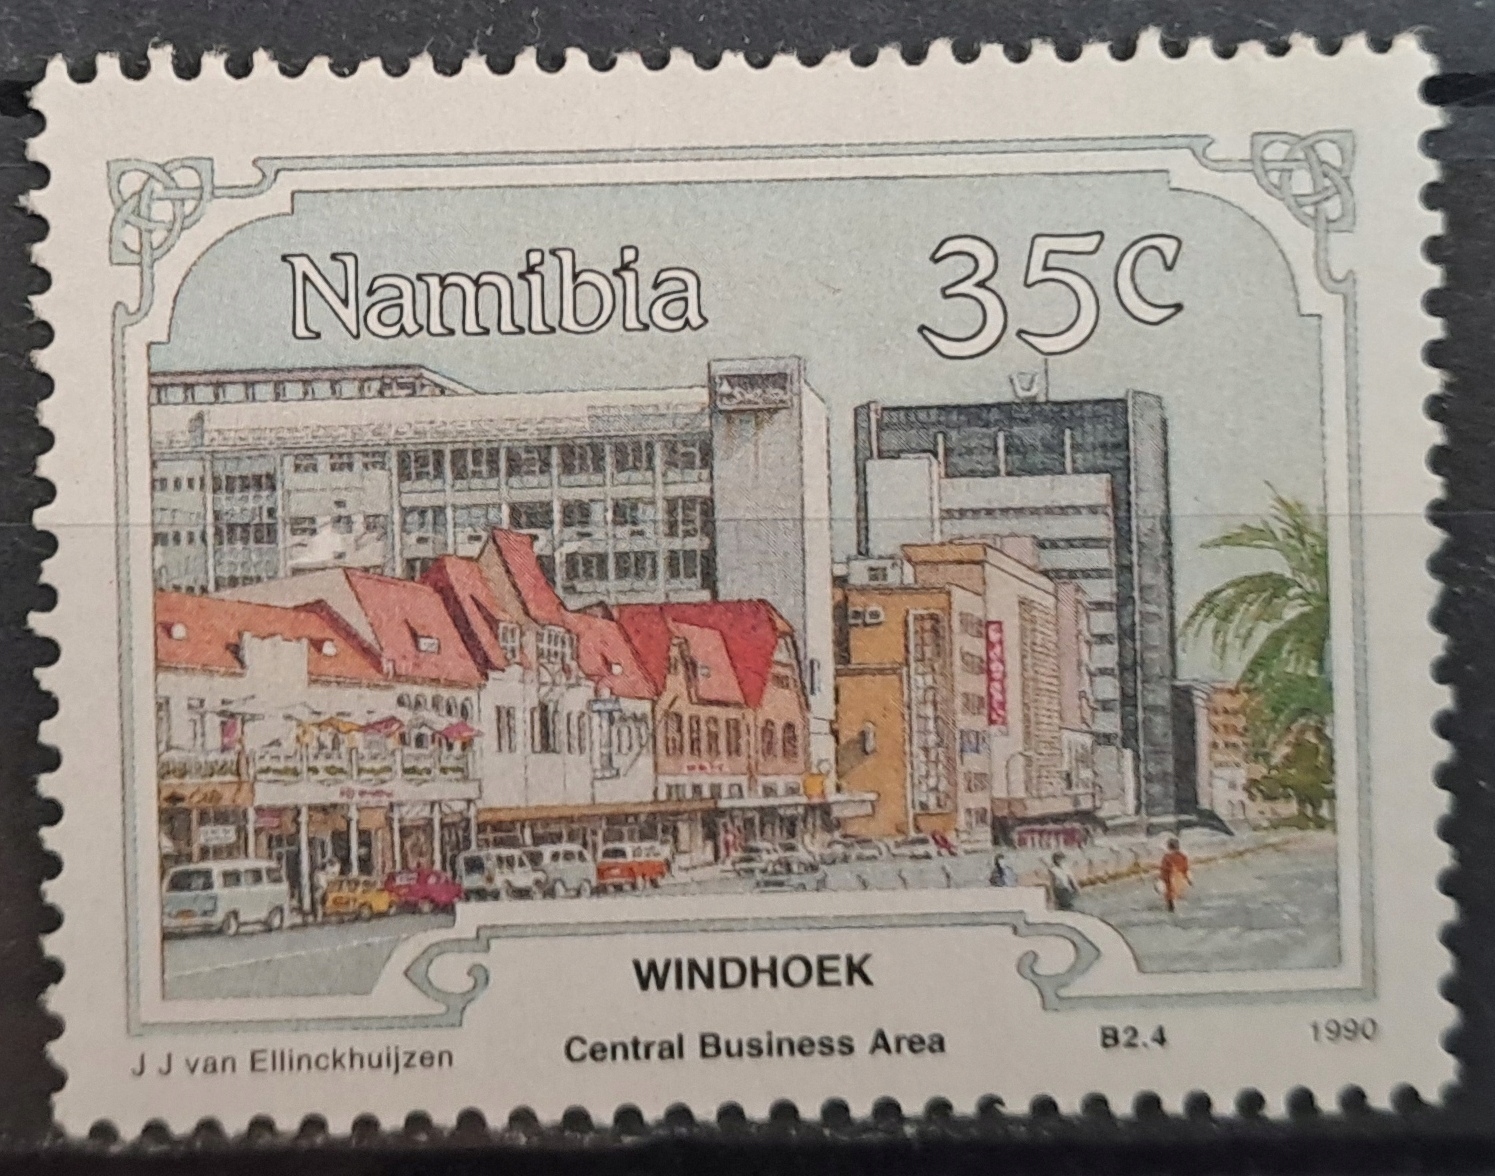 Namibia
35c
WINDHOEK
Central Business Area
B2.4
1990
J J van Ellinckhuijzen